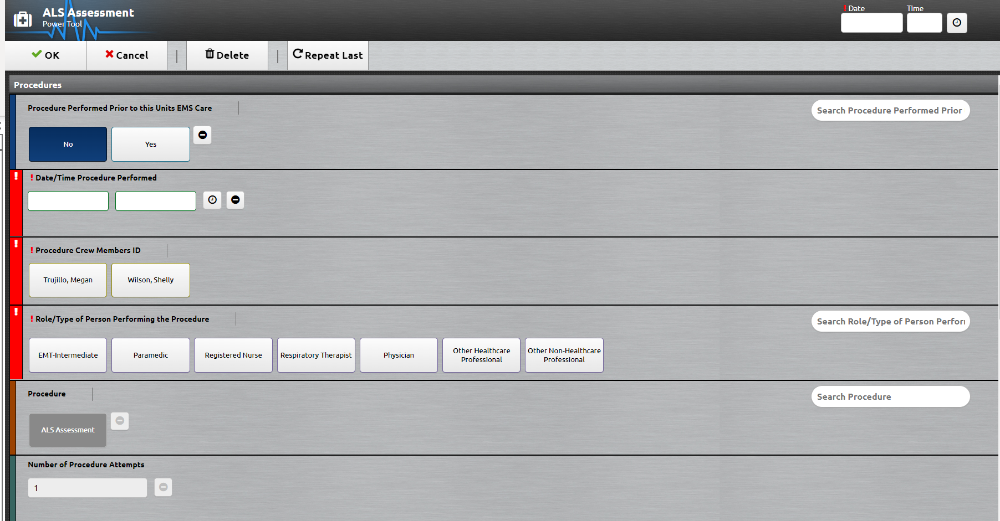 ALS Assessment
Power Tool
! Date
Time
OK
Cancel
Delete
Repeat Last
Procedures
Procedure Performed Prior to this Units EMS Care
Search Procedure Performed Prior
No
Yes
!
! Date/Time Procedure Performed
!
! Procedure Crew Members ID
Trujillo, Megan
Wilson, Shelly
!
! Role/Type of Person Performing the Procedure
Search Role/Type of Person Perfor
EMT-Intermediate
Paramedic
Registered Nurse
Respiratory Therapist
Physician
Other Healthcare
Professional
Other Non-Healthcare
Professional
Procedure
Search Procedure
ALS Assessment
Number of Procedure Attempts
1